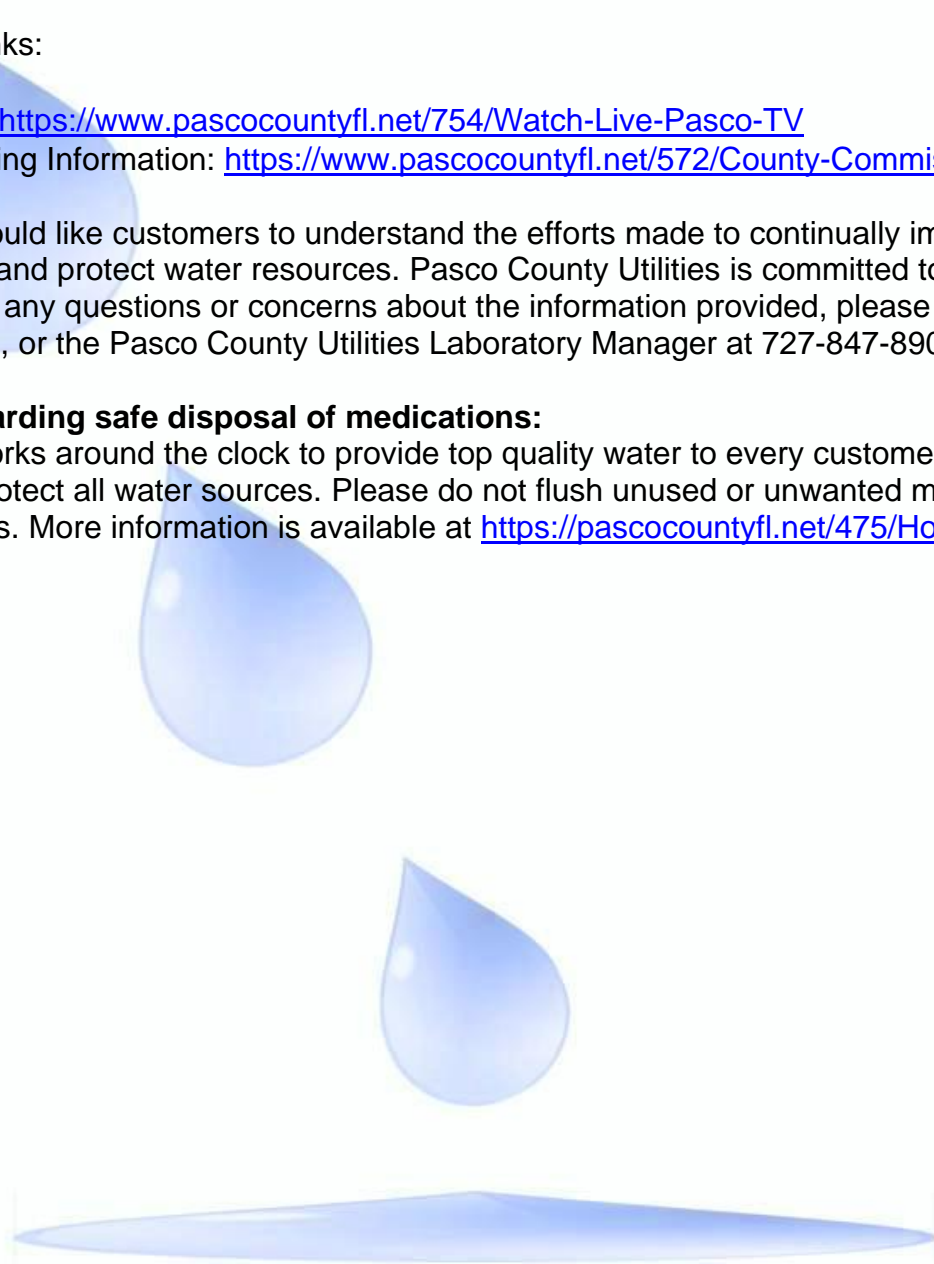 nks:
https://www.pascocountyfl.net/754/Watch-Live-Pasco-TV
ing Information: https://www.pascocountyfl.net/572/County-Commis
ould like customers to understand the efforts made to continually im
and protect water resources. Pasco County Utilities is committed to
any questions or concerns about the information provided, please
, or the Pasco County Utilities Laboratory Manager at 727-847-890
arding safe disposal of medications:
orks around the clock to provide top quality water to every custome
otect all water sources. Please do not flush unused or unwanted m
s. More information is available at https://pascocountyfl.net/475/Ho